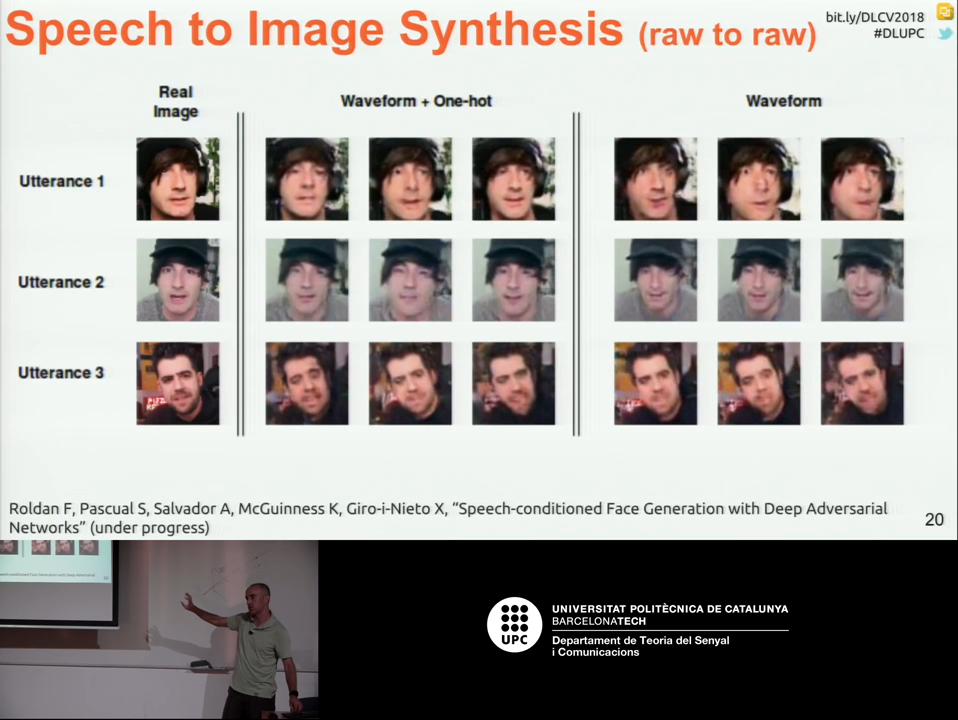 Speech to Image Synthesis (raw to raw)
bit.ly/DLCV2018
#DLUPC
Real
Image
Waveform + One-hot
Waveform
Utterance 1
Utterance 2
Utterance 3
Roldan F, Pascual S, Salvador A, McGuinness K, Giro-i-Nieto X, “Speech-conditioned Face Generation with Deep Adversarial
Networks” (under progress)
20
UPC
UNIVERSITAT POLITÈCNICA DE CATALUNYA
BARCELONATECH
Departament de Teoria del Senyal
i Comunicacions